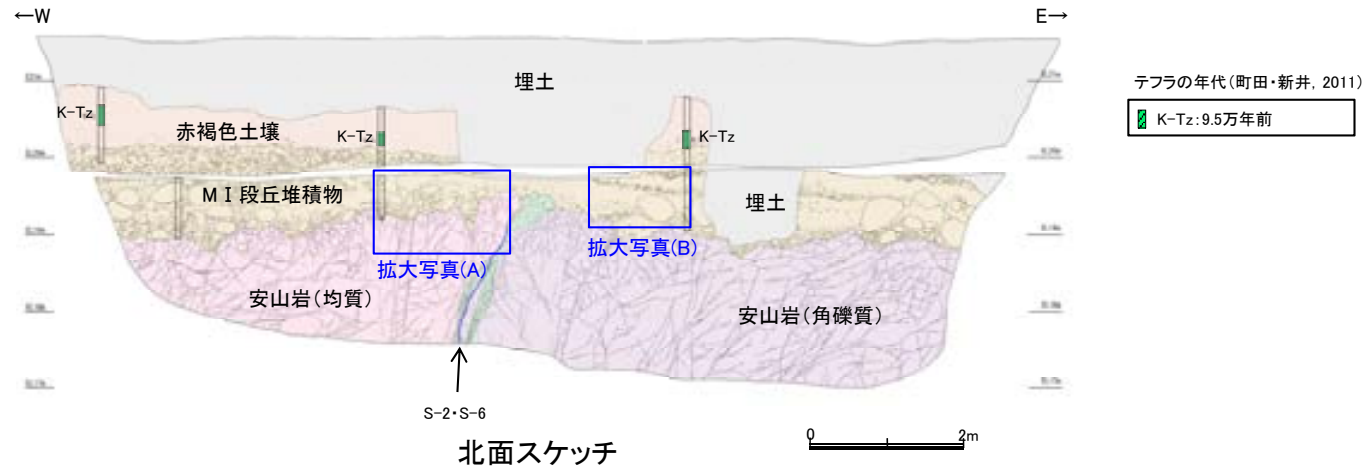 ←W
E→
埋土
テフラの年代(町田・新井, 2011)
K-Tz:9.5万年前
K-Tz
赤褐色土壌
K-Tz
K-Tz
MⅠ段丘堆積物
埋土
拡大写真(A)
拡大写真(B)
安山岩(均質)
安山岩(角礫質)
S-2・S-6
北面スケッチ
0
2m